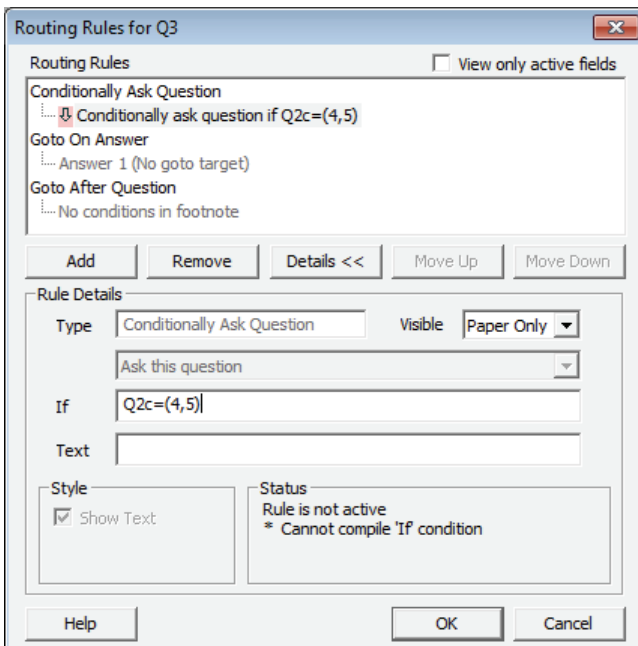 Routing Rules for Q3
Routing Rules
View only active fields
Conditionally Ask Question
Conditionally ask question if Q2c=(4,5)
Goto On Answer
Answer 1 (No goto target)
Goto After Question
No conditions in footnote
Add Remove Details << Move Up Move Down
Rule Details
Type Conditionally Ask Question Visible Paper Only
Ask this question
If Q2c=(4,5)
Text
Style Status
Rule is not active
Show Text * Cannot compile 'If' condition
Help OK Cancel